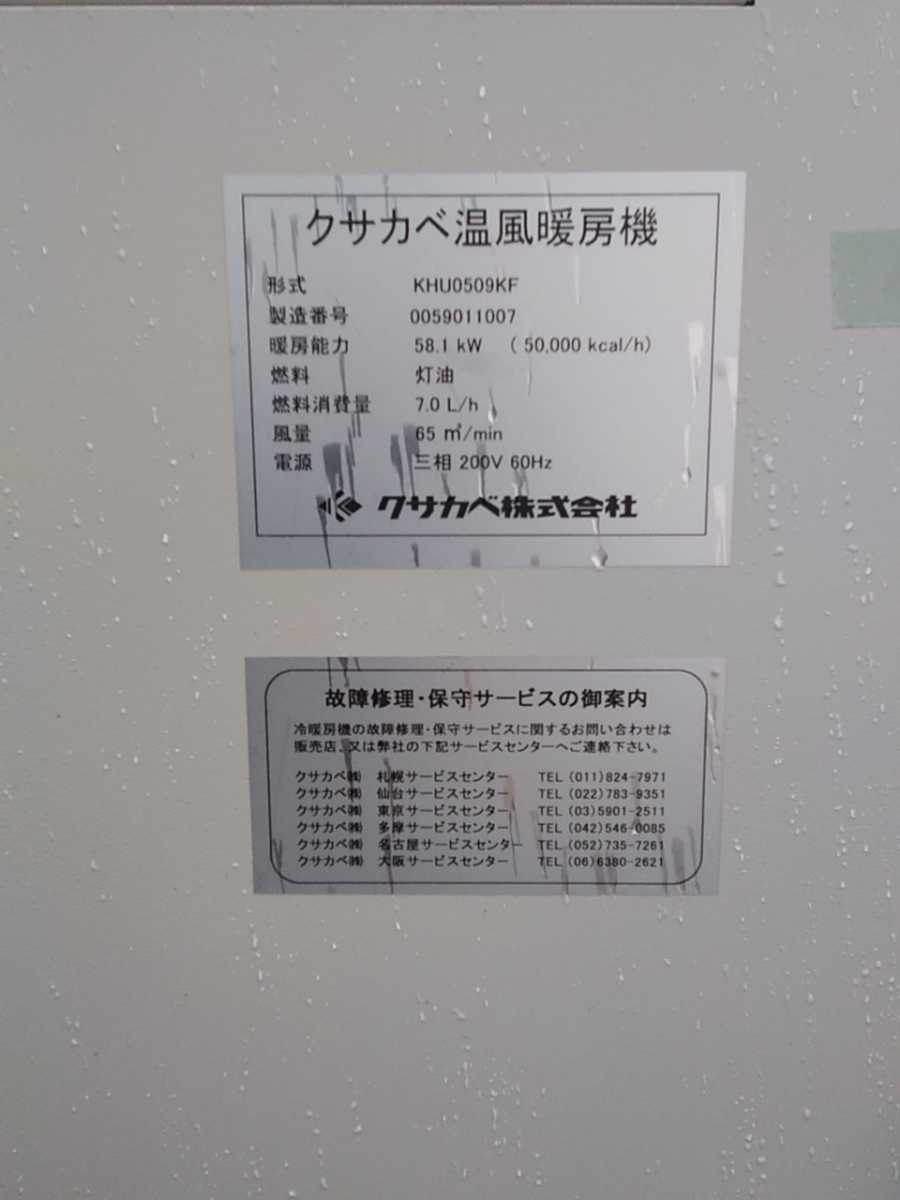 クサカベ温風暖房機
形式 KHU0509KF
製造番号 0059011007
暖房能力 58.1 kW ( 50,000 kcal/h)
燃料 灯油
燃料消費量 7.0 L/h
風量 65 ㎥/min
電源 三相 200V 60Hz
クサカベ株式会社
故障修理・保守サービスの御案内
冷暖房機の故障修理・保守サービスに関するお問い合わせは
販売店、又は弊社の下記サービスセンターへご連絡下さい。
クサカベ㈱ 札幌サービスセンター TEL (011)824-7971
クサカベ㈱ 仙台サービスセンター TEL (022)783-9351
クサカベ㈱ 東京サービスセンター TEL (03)5901-2511
クサカベ㈱ 多摩サービスセンター TEL (042)546-0085
クサカベ㈱ 名古屋サービスセンター TEL (052)735-7261
クサカベ㈱ 大阪サービスセンター TEL (06)6380-2621